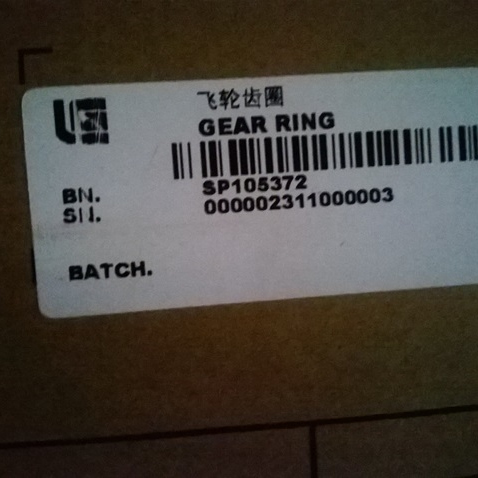 飞轮齿圈
GEAR RING
BN. SP105372
SN. 000002311000003
BATCH.